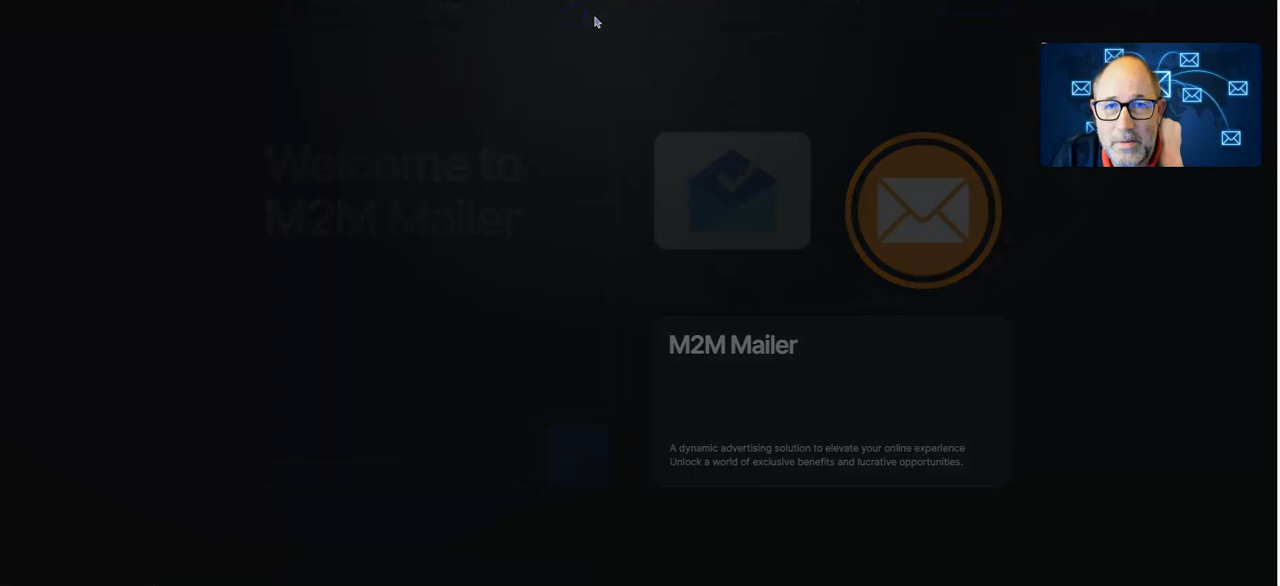 Welcome to
M2M Mailer
M2M Mailer
A dynamic advertising solution to elevate your online experience
Unlock a world of exclusive benefits and lucrative opportunities.